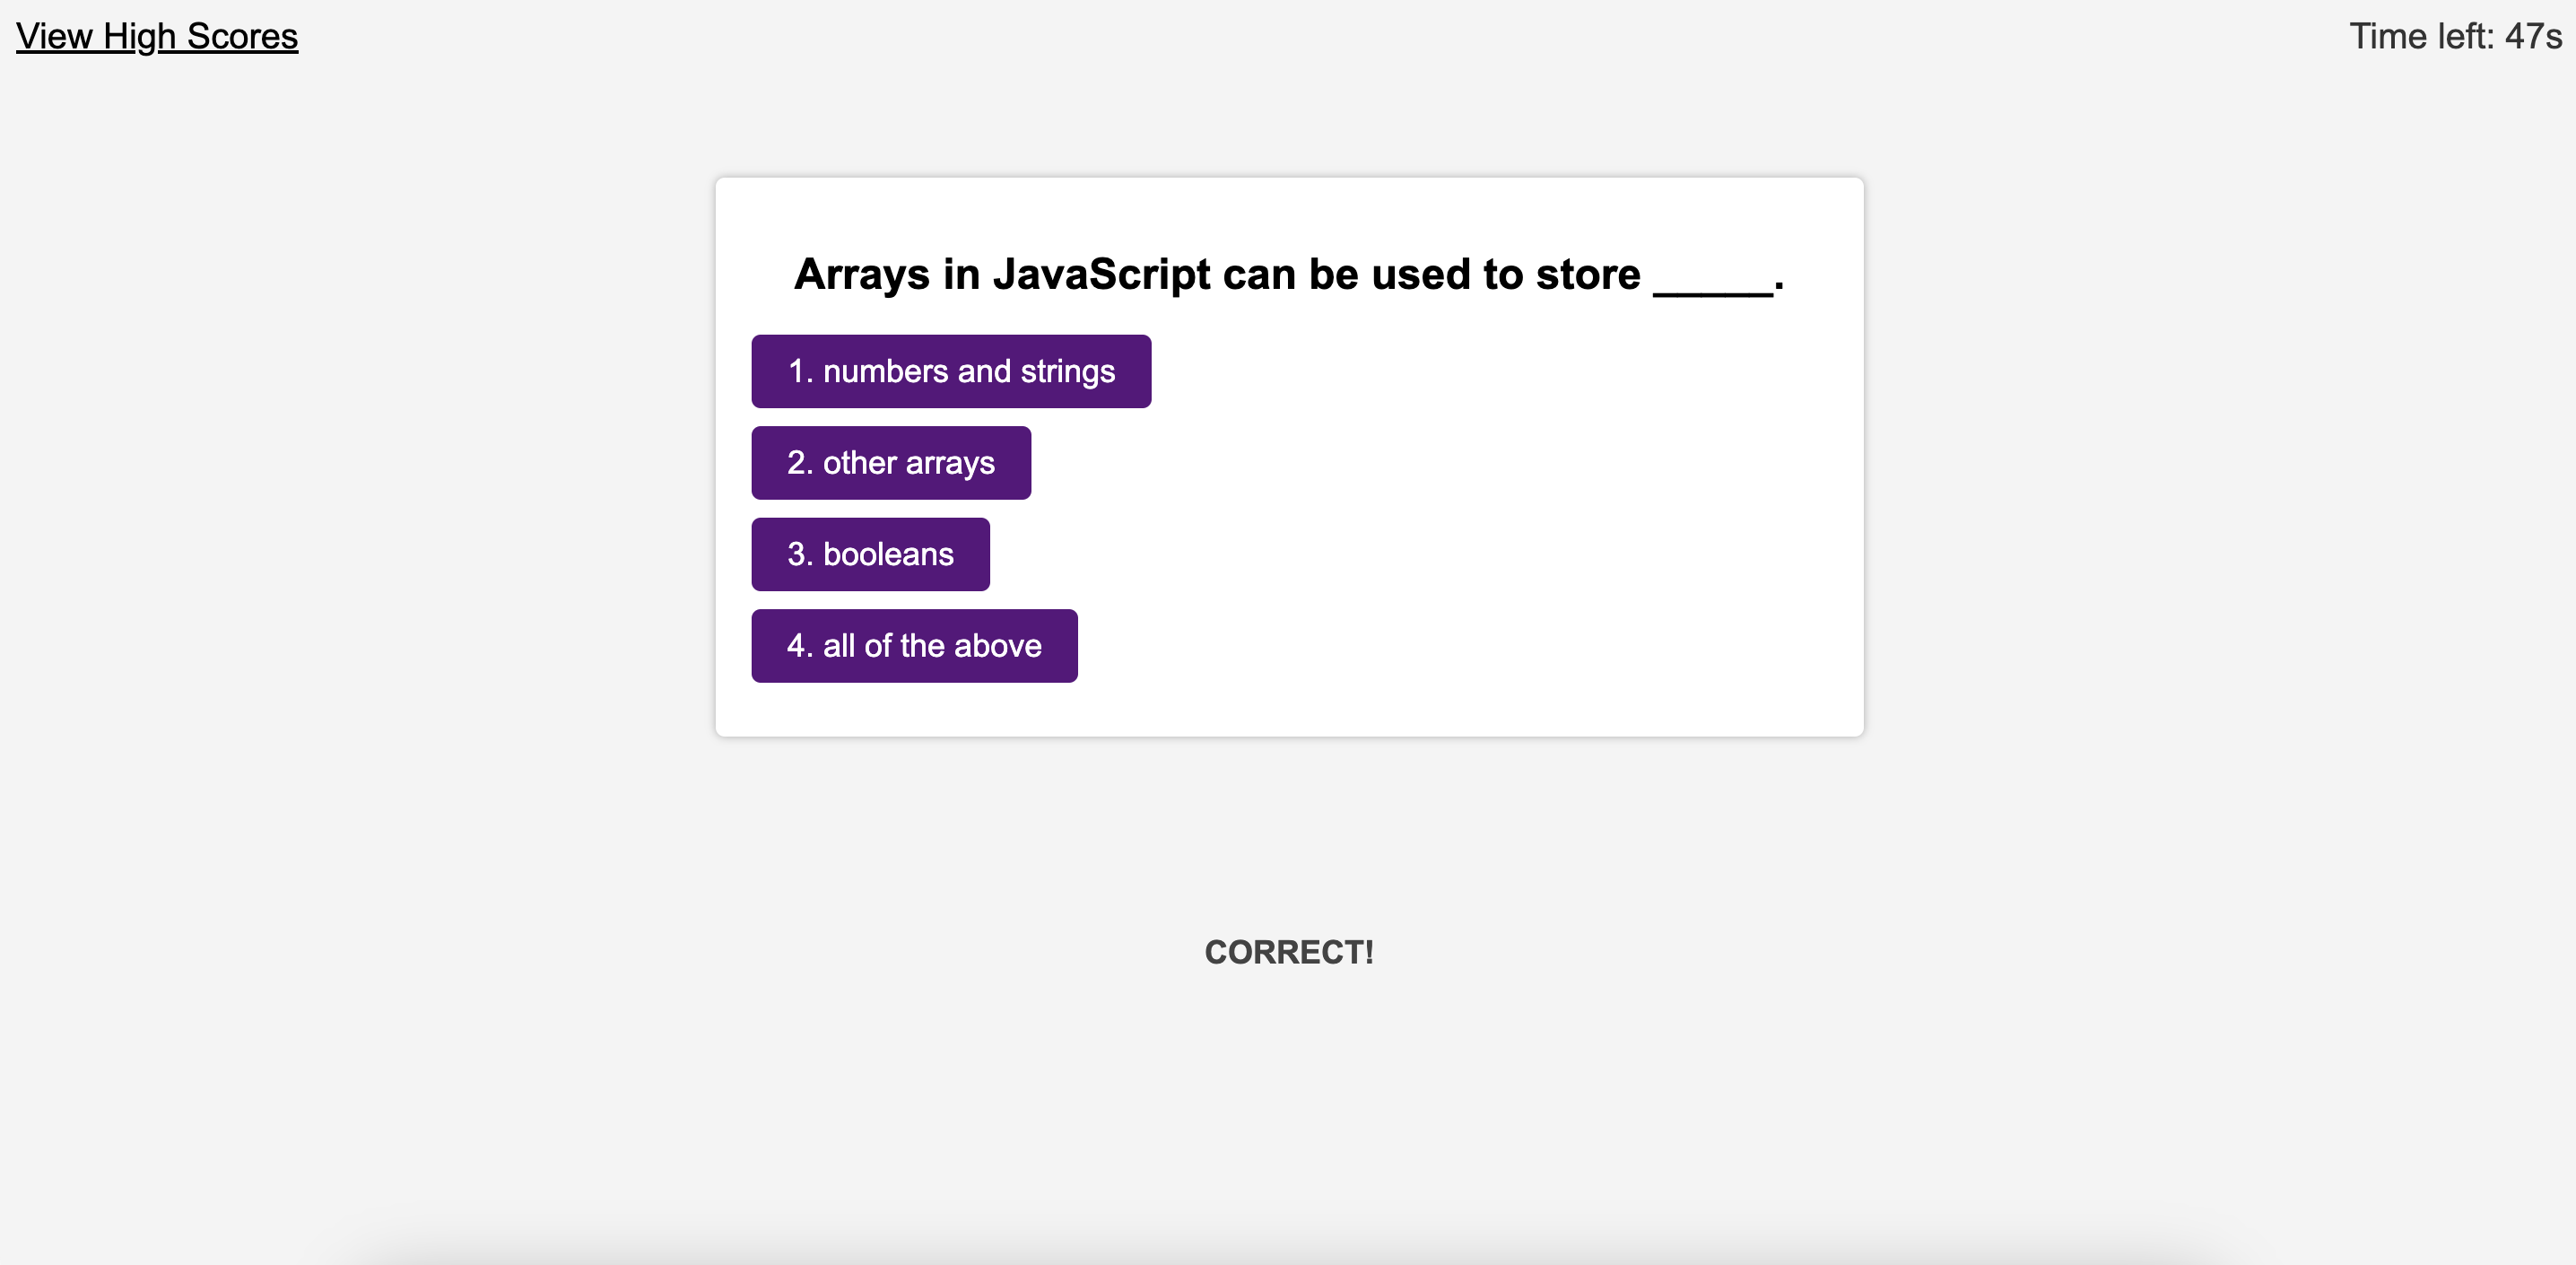 View High Scores
Time left: 47s
Arrays in JavaScript can be used to store _____.
1. numbers and strings
2. other arrays
3. booleans
4. all of the above
CORRECT!